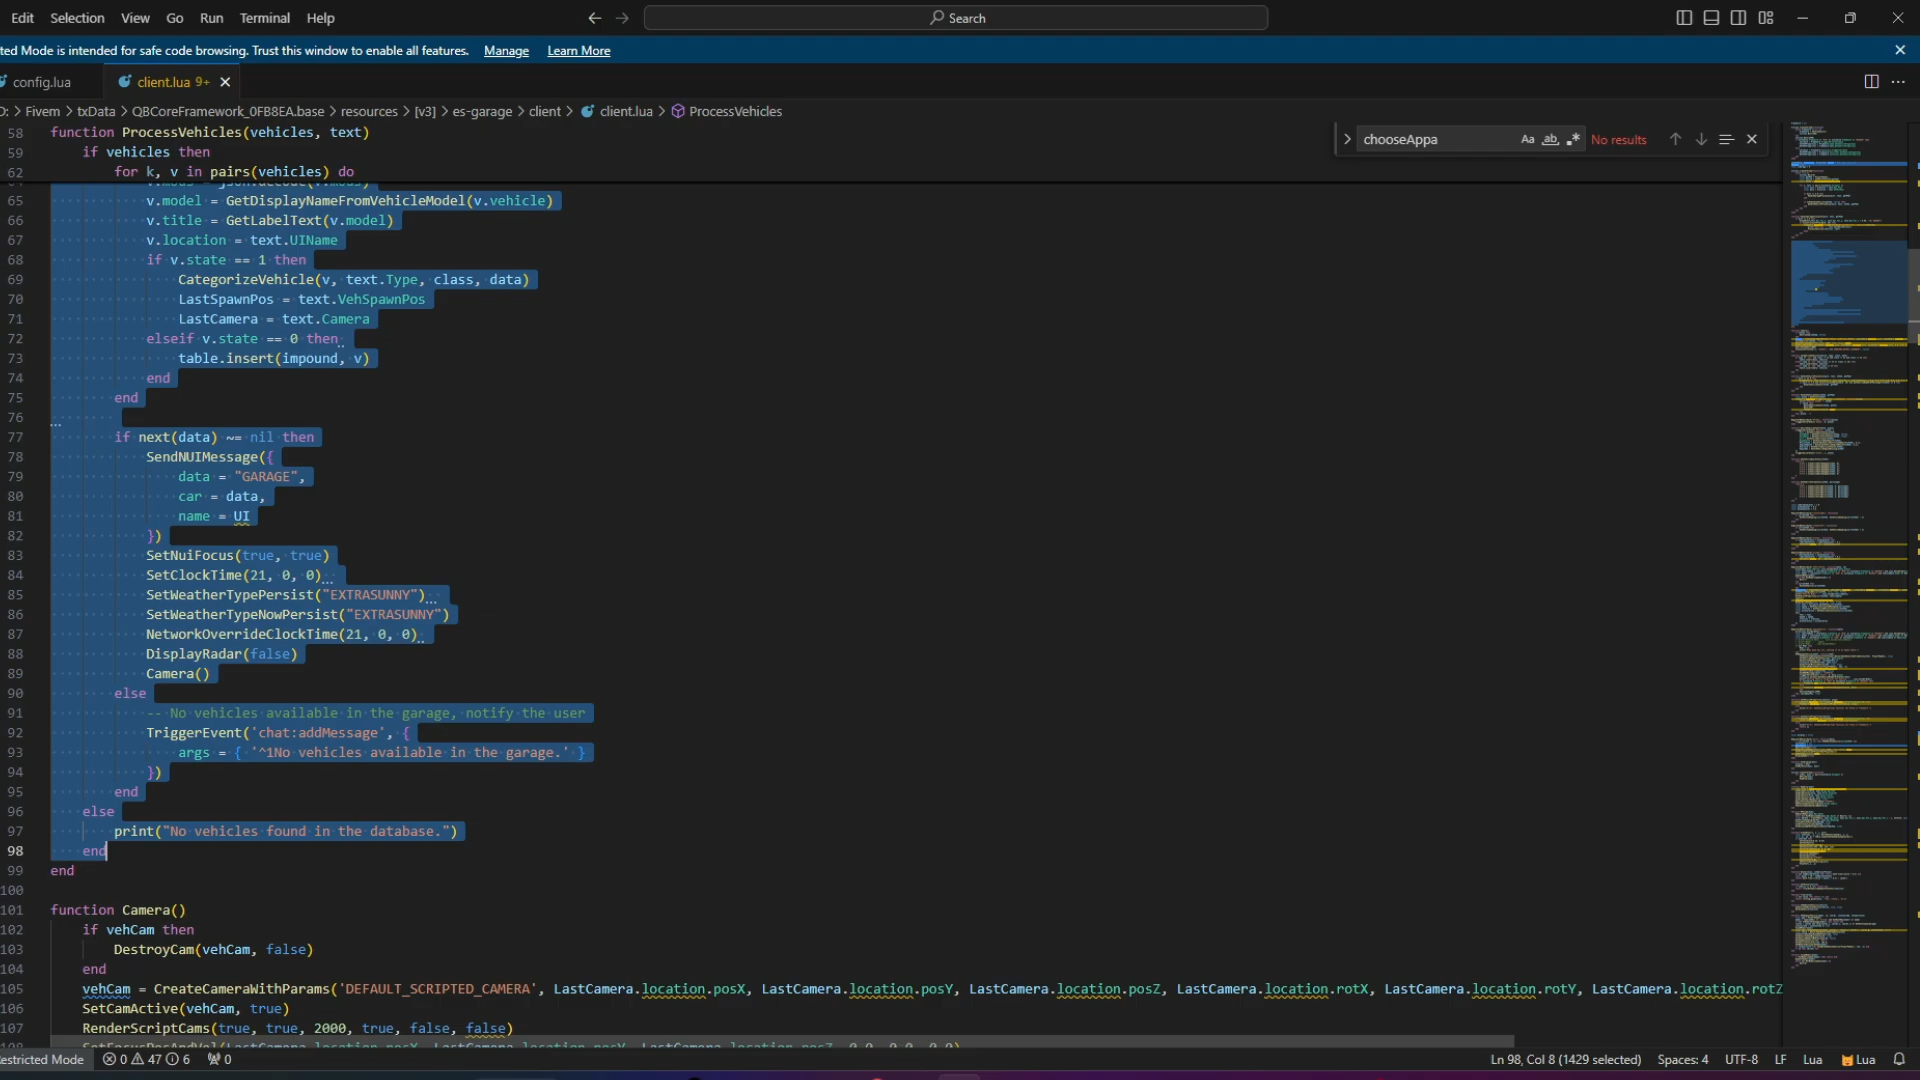 Edit Selection View Go Run Terminal Help
Search
ted Mode is intended for safe code browsing. Trust this window to enable all features. Manage Learn More
config.lua client.lua 9+
> Fivem > txData > QBCoreFramework_0FB8EA.base > resources > [v3] > es-garage > client > client.lua > ProcessVehicles
chooseAppa Aa ab .* No results
58 function ProcessVehicles(vehicles, text)
59 if vehicles then
62 for k, v in pairs(vehicles) do
65 v.model = GetDisplayNameFromVehicleModel(v.vehicle)
66 v.title = GetLabelText(v.model)
67 v.location = text.UIName
68 if v.state == 1 then
69 CategorizeVehicle(v, text.Type, class, data)
70 LastSpawnPos = text.VehSpawnPos
71 LastCamera = text.Camera
72 elseif v.state == 0 then
73 table.insert(impound, v)
74 end
75 end
76
77 if next(data) ~= nil then
78 SendNUIMessage({
79 data = "GARAGE",
80 car = data,
81 name = UI
82 })
83 SetNuiFocus(true, true)
84 SetClockTime(21, 0, 0)
85 SetWeatherTypePersist("EXTRASUNNY")
86 SetWeatherTypeNowPersist("EXTRASUNNY")
87 NetworkOverrideClockTime(21, 0, 0)
88 DisplayRadar(false)
89 Camera()
90 else
91 -- No vehicles available in the garage, notify the user
92 TriggerEvent('chat:addMessage', {
93 args = { '^1No vehicles available in the garage.' }
94 })
95 end
96 else
97 print("No vehicles found in the database.")
98 end
99 end
100
101 function Camera()
102 if vehCam then
103 DestroyCam(vehCam, false)
104 end
105 vehCam = CreateCameraWithParams('DEFAULT_SCRIPTED_CAMERA', LastCamera.location.posX, LastCamera.location.posY, LastCamera.location.posZ, LastCamera.location.rotX, LastCamera.location.rotY, LastCamera.location.rotZ
106 SetCamActive(vehCam, true)
107 RenderScriptCams(true, true, 2000, true, false, false)
estricted Mode 0 47 6 0 Ln 98, Col 8 (1429 selected) Spaces: 4 UTF-8 LF Lua Lua